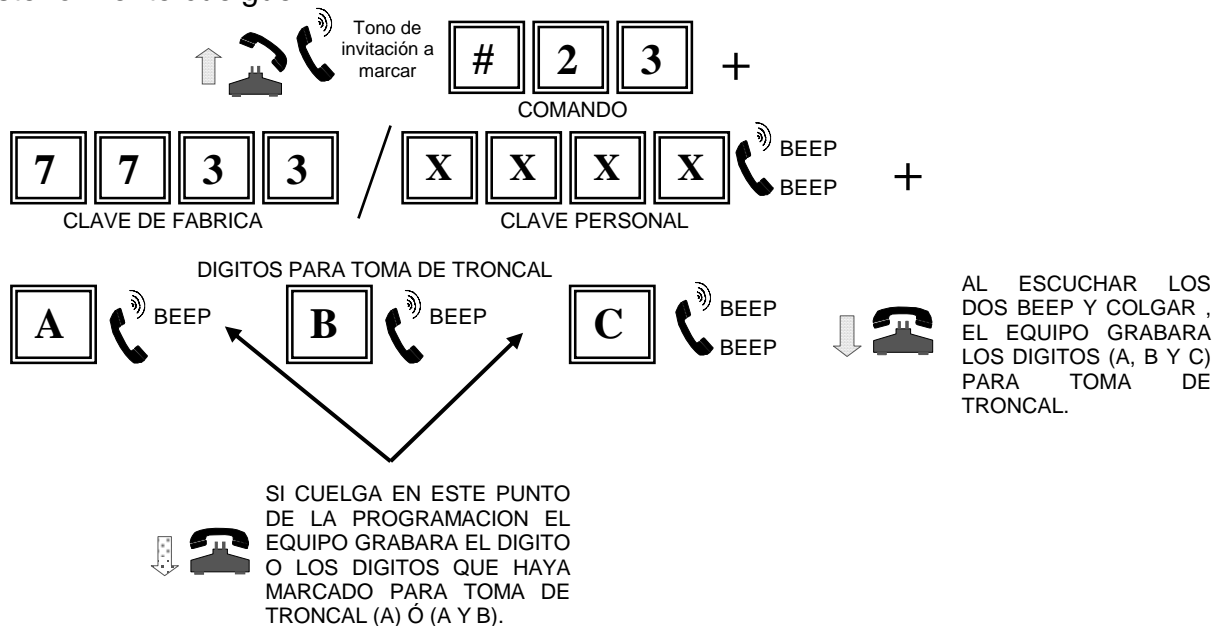 Tono de
invitación a
marcar
# 2 3 +
COMANDO
7 7 3 3 / X X X X BEEP
BEEP
+
CLAVE DE FABRICA CLAVE PERSONAL
DIGITOS PARA TOMA DE TRONCAL
A BEEP B BEEP C BEEP
BEEP
AL ESCUCHAR LOS
DOS BEEP Y COLGAR ,
EL EQUIPO GRABARA
LOS DIGITOS (A, B Y C)
PARA TOMA DE
TRONCAL.
SI CUELGA EN ESTE PUNTO
DE LA PROGRAMACION EL
EQUIPO GRABARA EL DIGITO
O LOS DIGITOS QUE HAYA
MARCADO PARA TOMA DE
TRONCAL (A) Ó (A Y B).